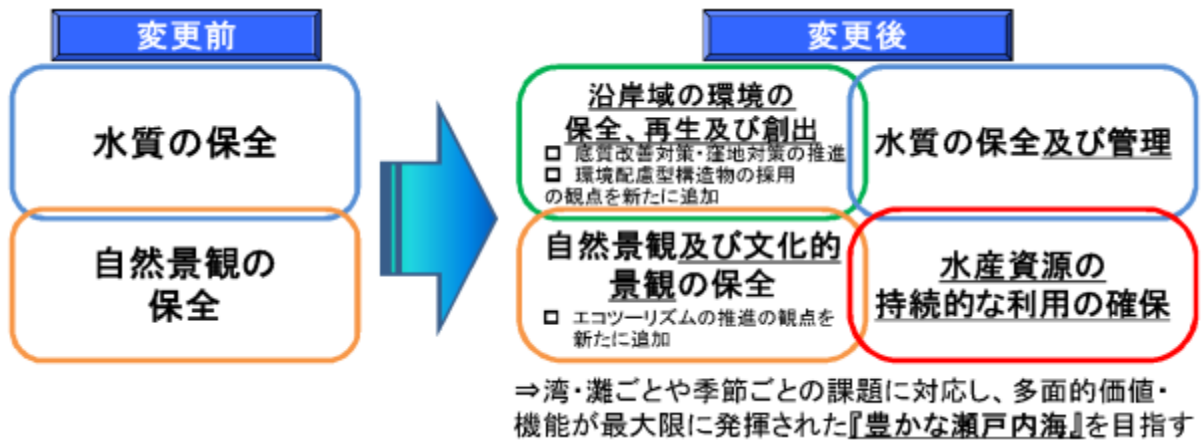 変更前
水質の保全
自然景観の
保全
変更後
沿岸域の環境の
保全、再生及び創出
□ 底質改善対策・窪地対策の推進
□ 環境配慮型構造物の採用
の観点を新たに追加
水質の保全及び管理
自然景観及び文化的
景観の保全
□ エコツーリズムの推進の観点を
新たに追加
水産資源の
持続的な利用の確保
⇒湾・灘ごとや季節ごとの課題に対応し、多面的価値・
機能が最大限に発揮された『豊かな瀬戸内海』を目指す